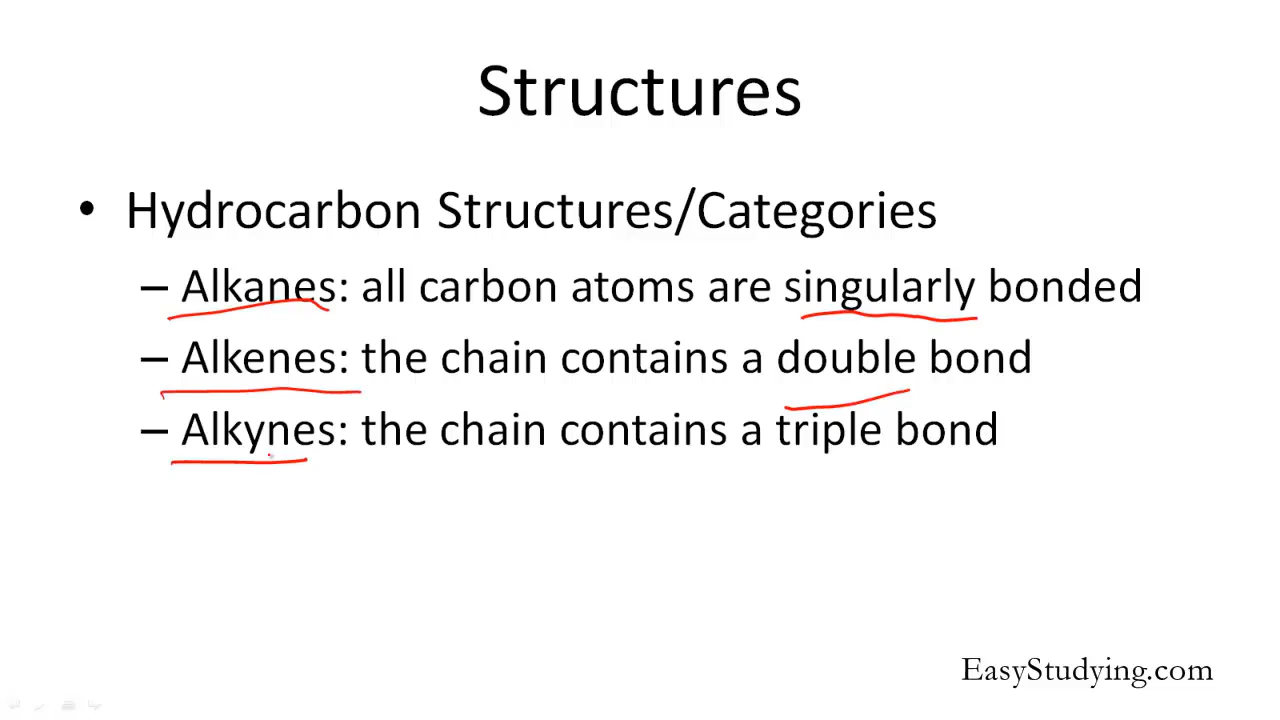 Structures
• Hydrocarbon Structures/Categories
– Alkanes: all carbon atoms are singularly bonded
– Alkenes: the chain contains a double bond
– Alkynes: the chain contains a triple bond
EasyStudying.com